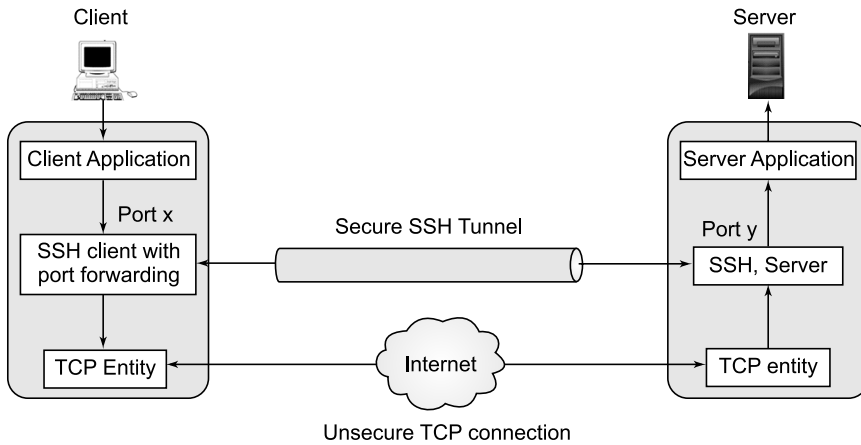 Client
Server
Client Application
Server Application
Port x
Secure SSH Tunnel
Port y
SSH client with
port forwarding
SSH, Server
TCP Entity
Internet
TCP entity
Unsecure TCP connection